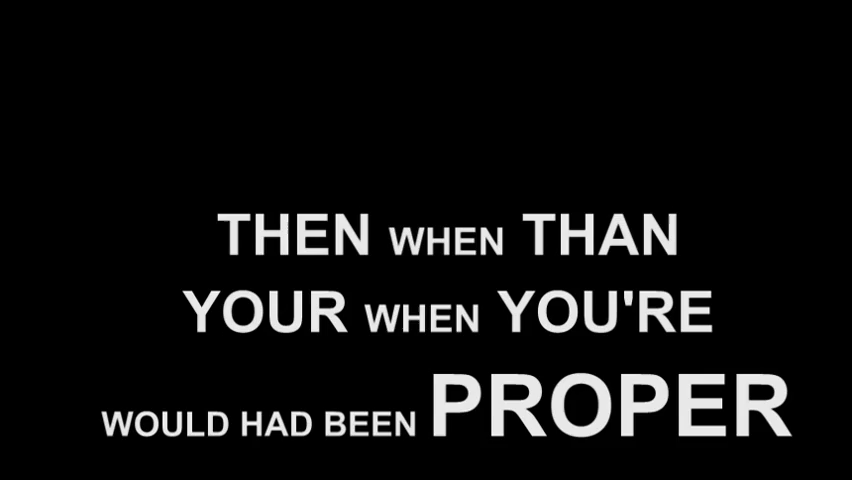 THEN WHEN THAN
YOUR WHEN YOU'RE
WOULD HAD BEEN PROPER